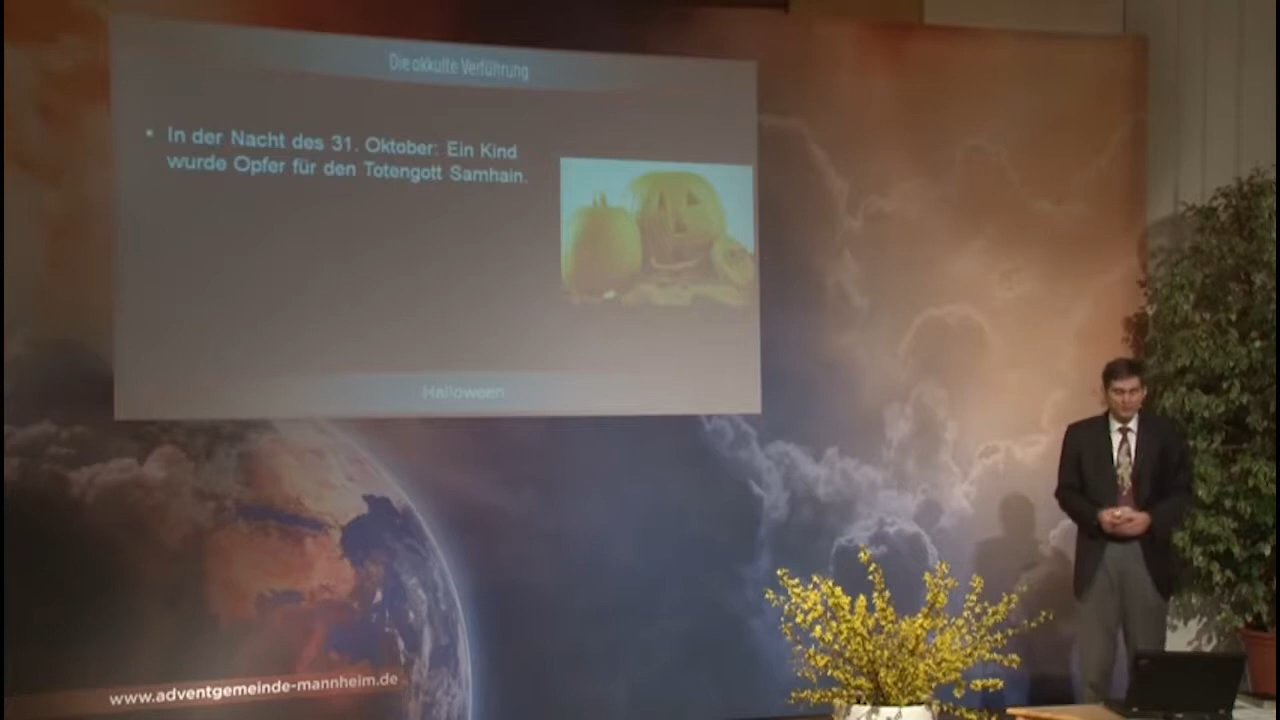 Die okkulte Verführung
• In der Nacht des 31. Oktober: Ein Kind
wurde Opfer für den Totengott Samhain.
Halloween
www.adventgemeinde-mannheim.de